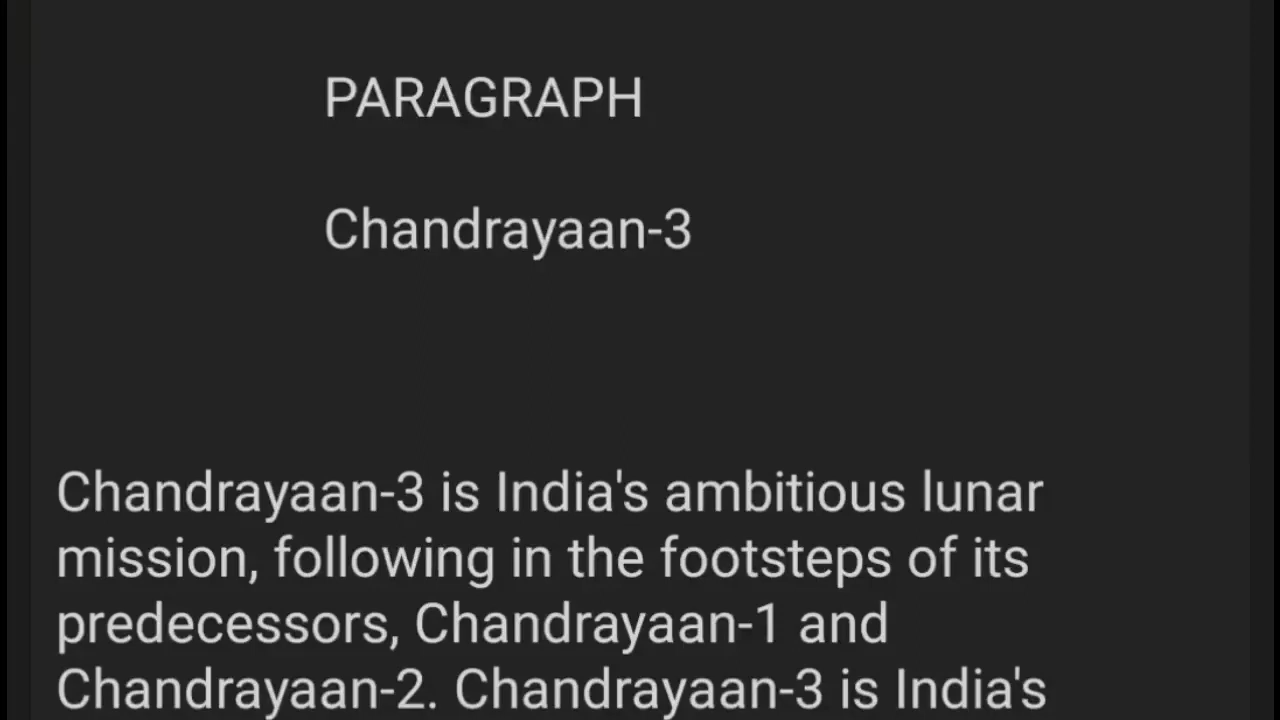 PARAGRAPH
Chandrayaan-3
Chandrayaan-3 is India's ambitious lunar
mission, following in the footsteps of its
predecessors, Chandrayaan-1 and
Chandrayaan-2. Chandrayaan-3 is India's